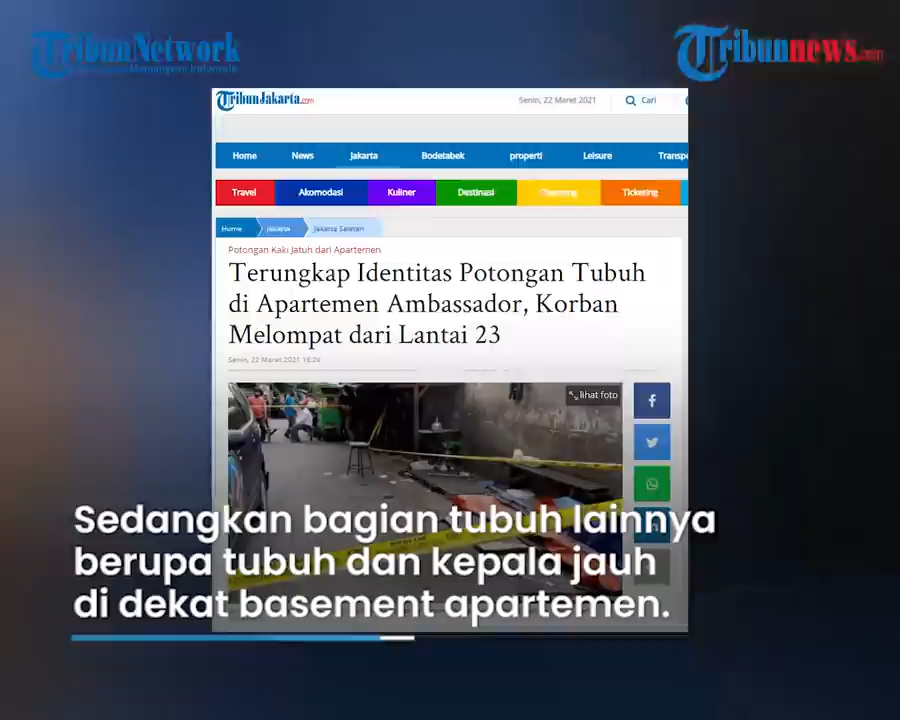 TribunNetwork
Tribunnews.com
TribunJakarta.com
Senin, 22 Maret 2021
Cari
Home News Jakarta Bodetabek properti Leisure Transpo
Travel Akomodasi Kuliner Destinasi Ticketing
Home Jakarta Jakarta Selatan
Potongan Kaki Jatuh dari Apartemen
Terungkap Identitas Potongan Tubuh
di Apartemen Ambassador, Korban
Melompat dari Lantai 23
Senin, 22 Maret 2021 16:24
lihat foto
Sedangkan bagian tubuh lainnya
berupa tubuh dan kepala jauh
di dekat basement apartemen.